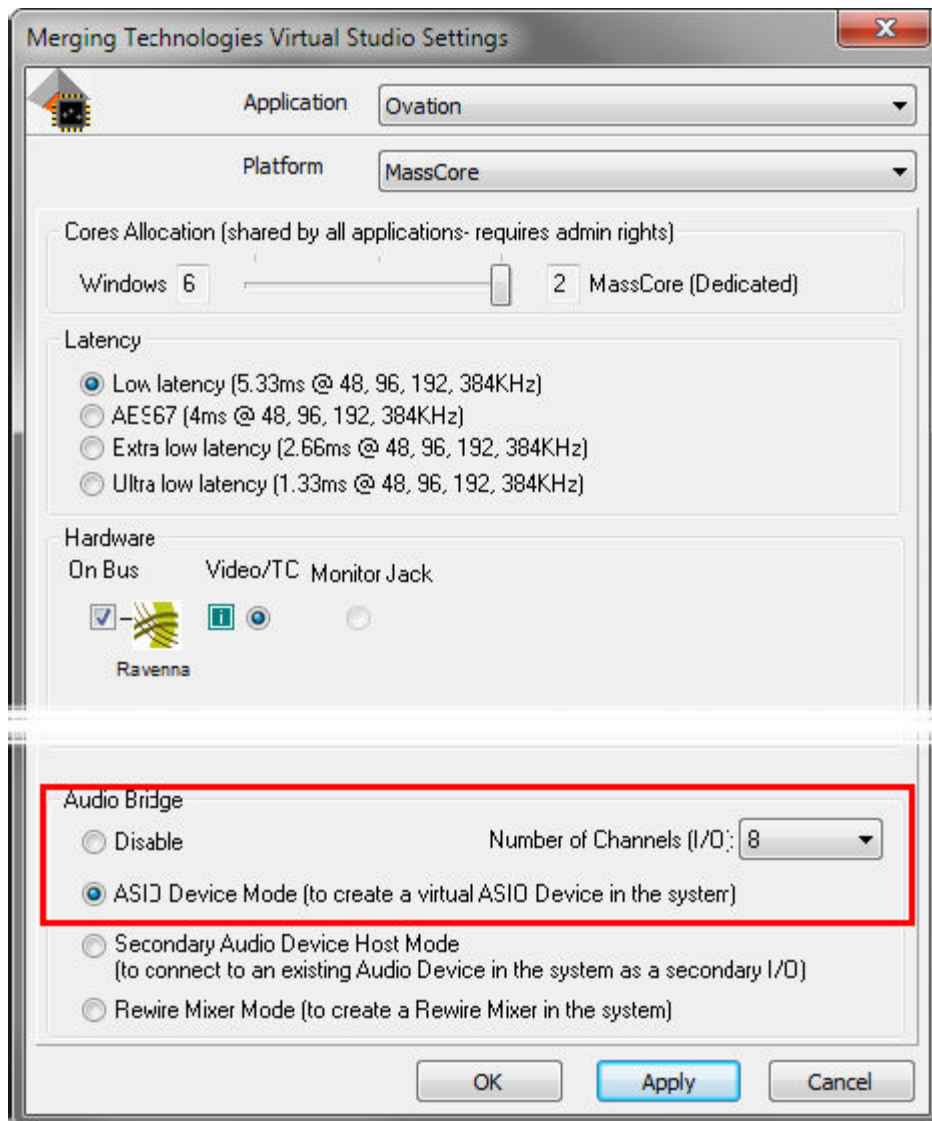 Merging Technologies Virtual Studio Settings
Application Ovation
Platform MassCore
Cores Allocation (shared by all applications- requires admin rights)
Windows 6 2 MassCore (Dedicated)
Latency
Low latency (5.33ms @ 48, 96, 192, 384KHz)
AES67 (4ms @ 48, 96, 192, 384KHz)
Extra low latency (2.66ms @ 48, 96, 192, 384KHz)
Ultra low latency (1.33ms @ 48, 96, 192, 384KHz)
Hardware
On Bus Video/TC Monitor Jack
Ravenna
Audio Bridge
Disable Number of Channels (I/O): 8
ASIO Device Mode (to create a virtual ASIO Device in the system)
Secondary Audio Device Host Mode
(to connect to an existing Audio Device in the system as a secondary I/O)
Rewire Mixer Mode (to create a Rewire Mixer in the system)
OK Apply Cancel